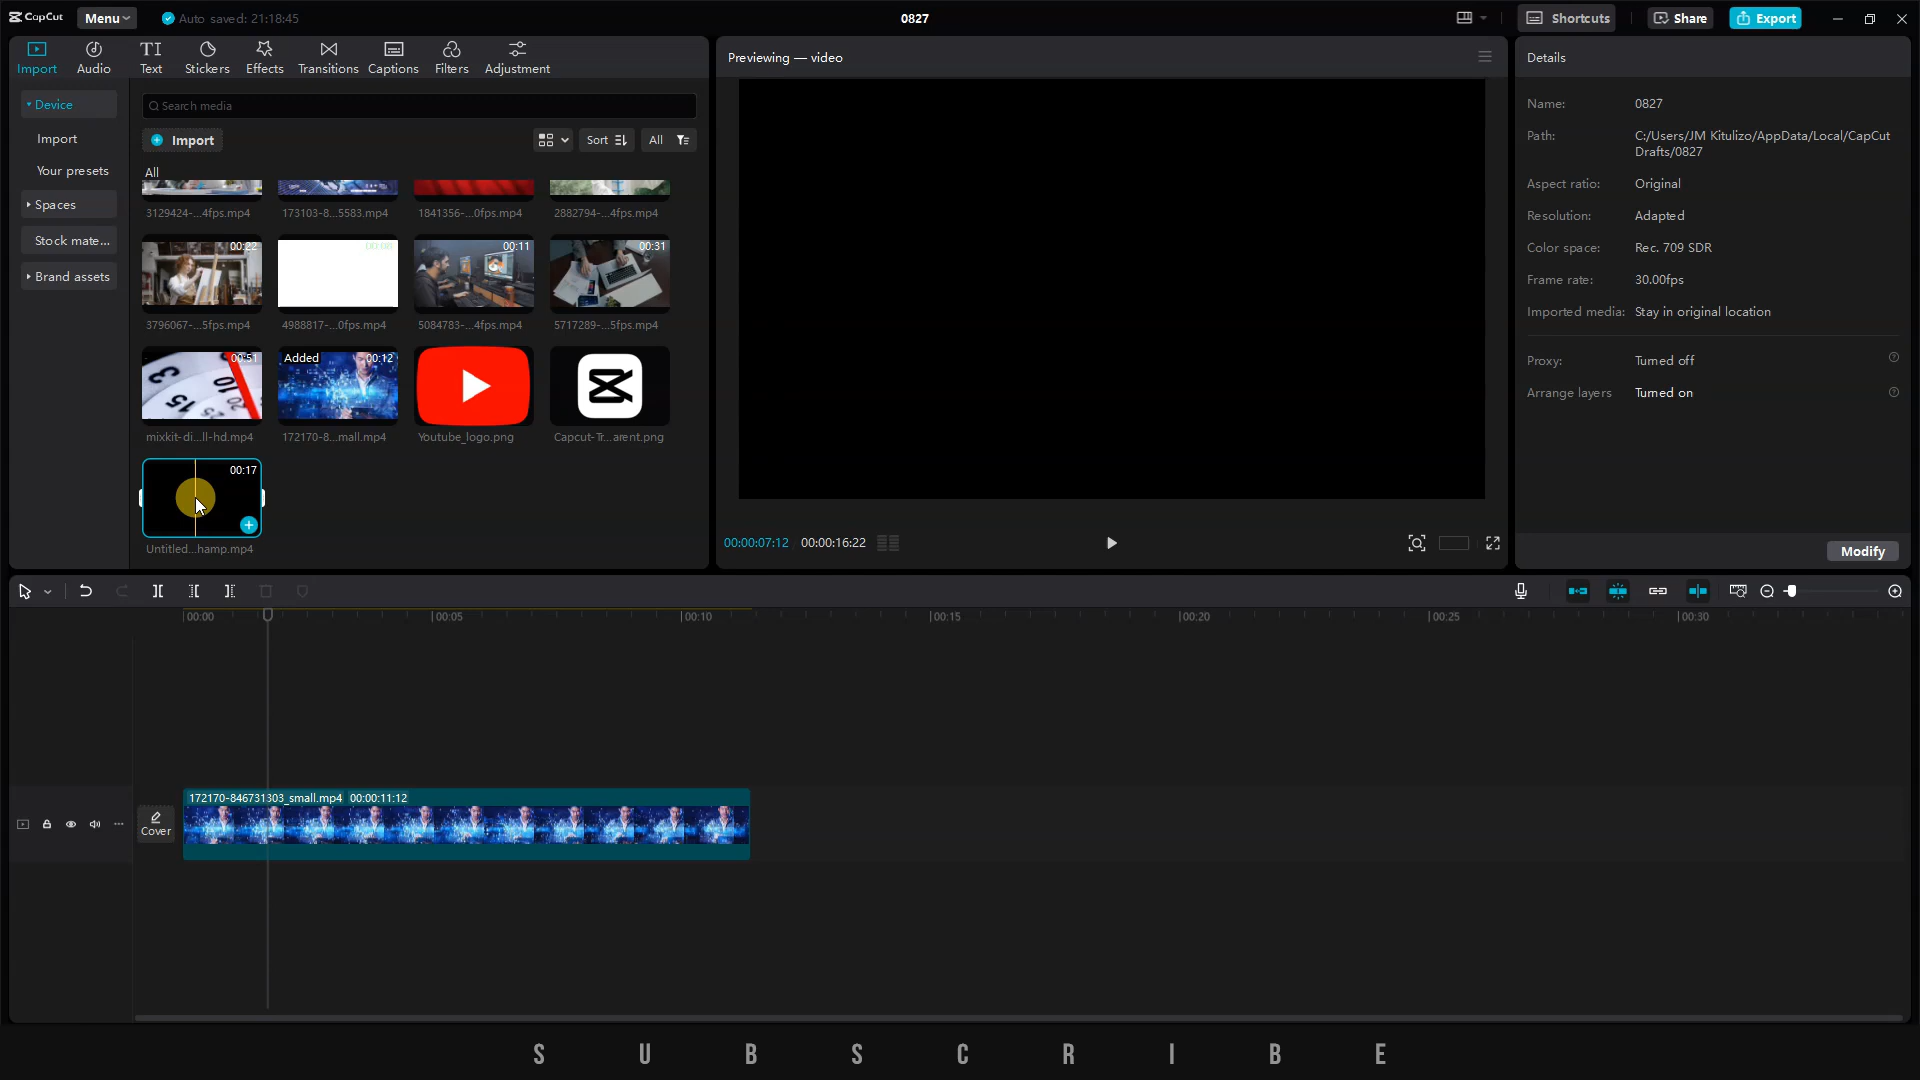 CapCut
Menu
Auto saved: 21:18:45
0827
Shortcuts
Share
Export
Import
Audio
TI
Text
Stickers
Effects
Transitions
Captions
Filters
Adjustment
Device
Import
Your presets
Spaces
Stock mate...
Brand assets
Search media
Import
Sort
All
All
3129424-...4fps.mp4
173103-8...5583.mp4
1841356-...0fps.mp4
2882794-...4fps.mp4
00:22
00:11
00:31
3796067-...5fps.mp4
4988817-...0fps.mp4
5084783-...4fps.mp4
5717289-...5fps.mp4
00:51
Added
00:12
mixkit-di...ll-hd.mp4
172170-8...mall.mp4
Youtube_logo.png
Capcut-Tr...arent.png
00:17
Untitled...hamp.mp4
Previewing — video
00:00:07:12
00:00:16:22
Details
Name: 0827
Path: C:/Users/JM Kitulizo/AppData/Local/CapCut
Drafts/0827
Aspect ratio: Original
Resolution: Adapted
Color space: Rec. 709 SDR
Frame rate: 30.00fps
Imported media: Stay in original location
Proxy: Turned off
Arrange layers Turned on
Modify
00:00
00:05
00:10
00:15
00:20
00:25
00:30
172170-846731303_small.mp4 00:00:11:12
Cover
S U B S C R I B E